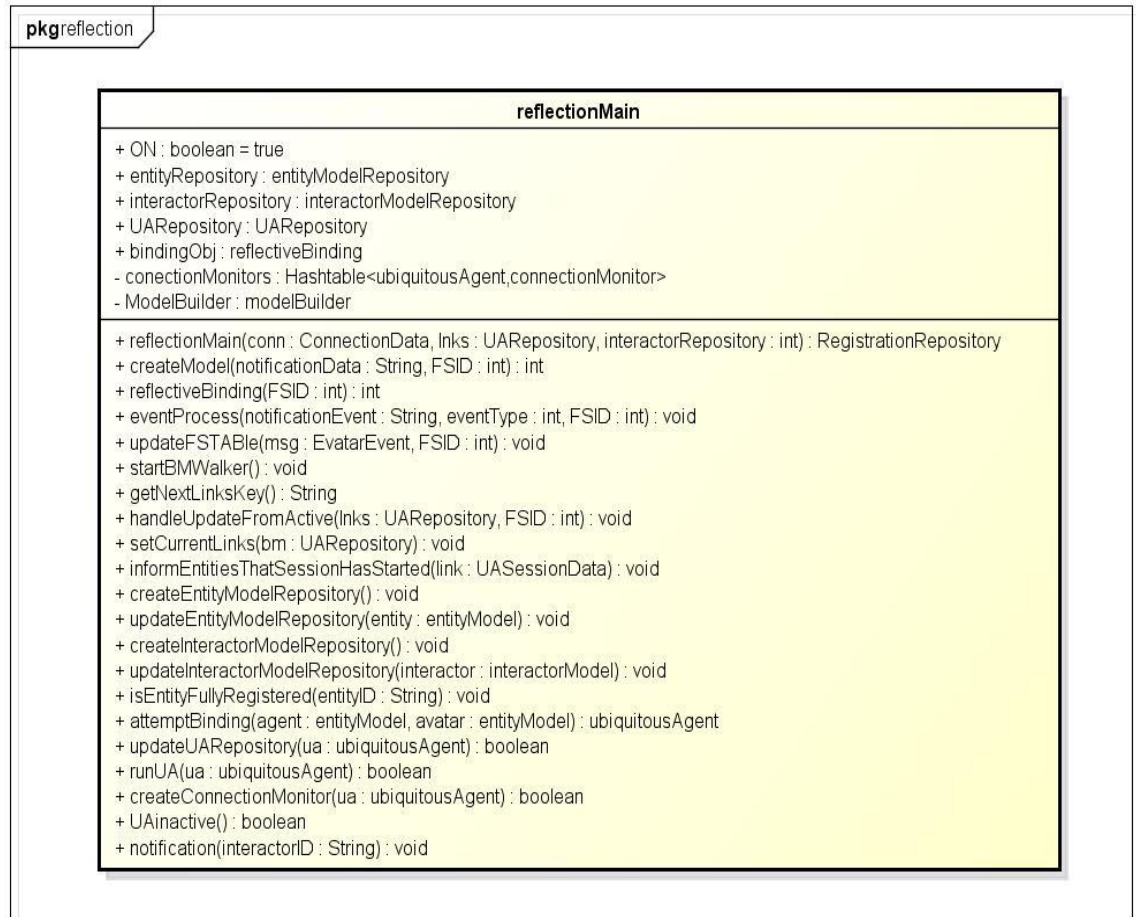 pkg reflection
reflectionMain
+ ON : boolean = true
+ entityRepository : entityModelRepository
+ interactorRepository : interactorModelRepository
+ UARepository : UARepository
+ bindingObj : reflectiveBinding
- conectionMonitors : Hashtable<ubiquitousAgent,connectionMonitor>
- ModelBuilder : modelBuilder
+ reflectionMain(conn : ConnectionData, lnks : UARepository, interactorRepository : int) : RegistrationRepository
+ createModel(notificationData : String, FSID : int) : int
+ reflectiveBinding(FSID : int) : int
+ eventProcess(notificationEvent : String, eventType : int, FSID : int) : void
+ updateFSTABle(msg : EvatarEvent, FSID : int) : void
+ startBMWalker() : void
+ getNextLinksKey() : String
+ handleUpdateFromActive(lnks : UARepository, FSID : int) : void
+ setCurrentLinks(bm : UARepository) : void
+ informEntitiesThatSessionHasStarted(link : UASessionData) : void
+ createEntityModelRepository() : void
+ updateEntityModelRepository(entity : entityModel) : void
+ createInteractorModelRepository() : void
+ updateInteractorModelRepository(interactor : interactorModel) : void
+ isEntityFullyRegistered(entityID : String) : void
+ attemptBinding(agent : entityModel, avatar : entityModel) : ubiquitousAgent
+ updateUARepository(ua : ubiquitousAgent) : boolean
+ runUA(ua : ubiquitousAgent) : boolean
+ createConnectionMonitor(ua : ubiquitousAgent) : boolean
+ UAinactive() : boolean
+ notification(interactorID : String) : void